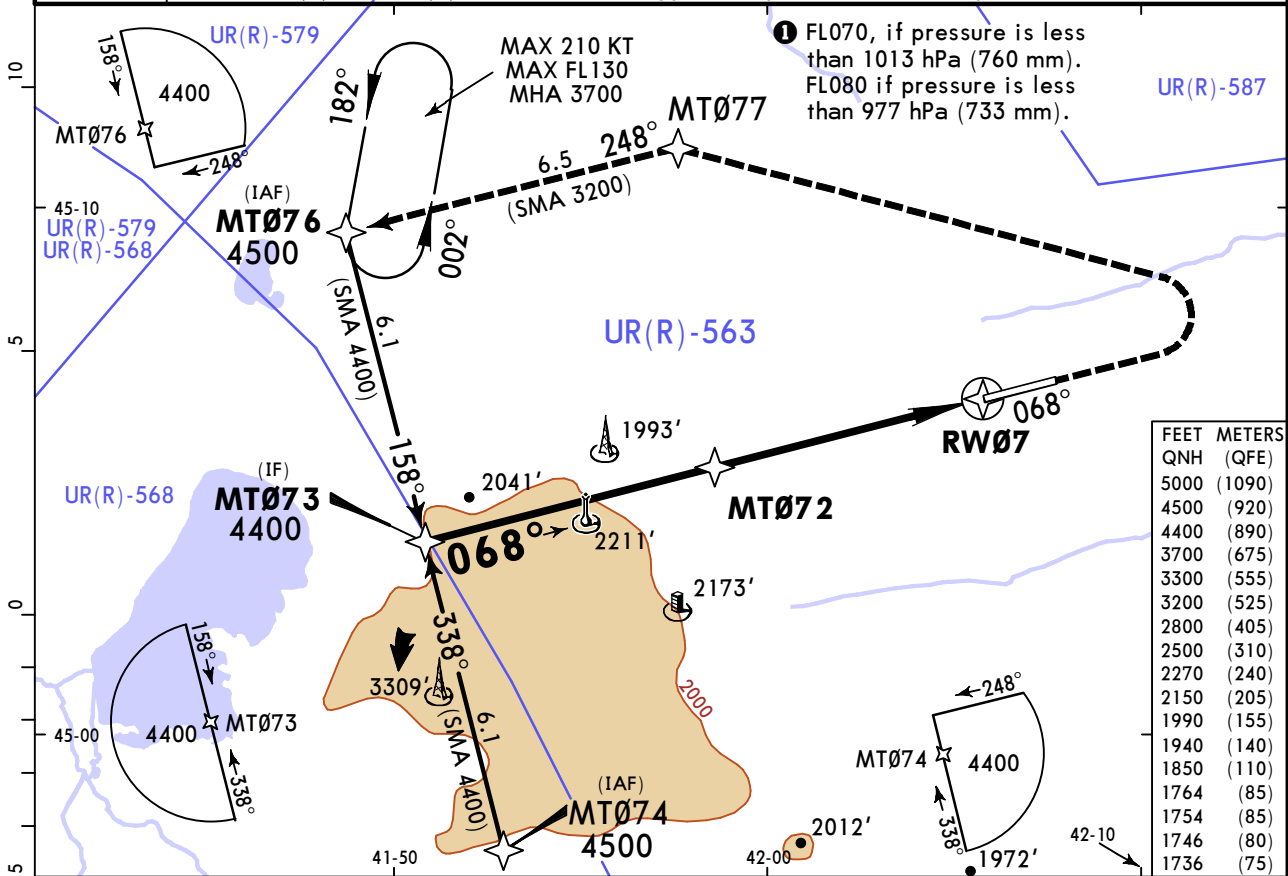 UR(R)-579
158°
4400
MTØ76
←248°
MAX 210 KT
MAX FL130
MHA 3700
182°
002°
❶ FL070, if pressure is less
than 1013 hPa (760 mm).
FL080 if pressure is less
than 977 hPa (733 mm).
UR(R)-587
10
MTØ77
248°
6.5
(SMA 3200)
45-10
UR(R)-579
UR(R)-568
(IAF)
MTØ76
4500
6.1
(SMA 4400)
158°
UR(R)-563
5
RWØ7
068°
1993'
2041'
MTØ72
(IF)
MTØ73
4400
UR(R)-568
068°→
2211'
2173'
0
338°
3309'
6.1
(SMA 4400)
2000
158°
45-00
4400
MTØ73
338°
(IAF)
MTØ74
4500
←248°
MTØ74
4400
338°
2012'
1972'
5
41-50
42-00
42-10
FEET METERS
QNH (QFE)
5000 (1090)
4500 (920)
4400 (890)
3700 (675)
3300 (555)
3200 (525)
2800 (405)
2500 (310)
2270 (240)
2150 (205)
1990 (155)
1940 (140)
1850 (110)
1764 (85)
1754 (85)
1746 (80)
1736 (75)